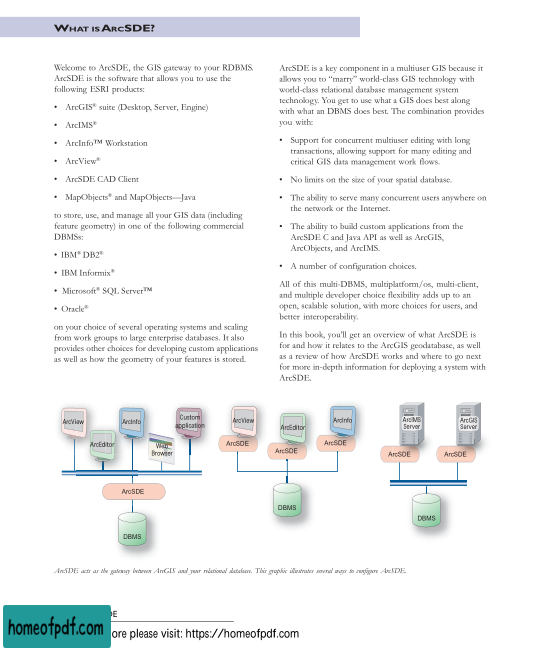 WHAT IS ARCSDE?
Welcome to ArcSDE, the GIS gateway to your RDBMS.
ArcSDE is the software that allows you to use the
following ESRI products:
• ArcGIS® suite (Desktop, Server, Engine)
• ArcIMS®
• ArcInfo™ Workstation
• ArcView®
• ArcSDE CAD Client
• MapObjects® and MapObjects—Java
to store, use, and manage all your GIS data (including
feature geometry) in one of the following commercial
DBMSs:
• IBM® DB2®
• IBM Informix®
• Microsoft® SQL Server™
• Oracle®
on your choice of several operating systems and scaling
from work groups to large enterprise databases. It also
provides other choices for developing custom applications
as well as how the geometry of your features is stored.
ArcSDE is a key component in a multiuser GIS because it
allows you to “marry” world-class GIS technology with
world-class relational database management system
technology. You get to use what a GIS does best along
with what an DBMS does best. The combination provides
you with:
• Support for concurrent multiuser editing with long
transactions, allowing support for many editing and
critical GIS data management work flows.
• No limits on the size of your spatial database.
• The ability to serve many concurrent users anywhere on
the network or the Internet.
• The ability to build custom applications from the
ArcSDE C and Java API as well as ArcGIS,
ArcObjects, and ArcIMS.
• A number of configuration choices.
All of this multi-DBMS, multiplatform/os, multi-client,
and multiple developer choice flexibility adds up to an
open, scalable solution, with more choices for users, and
better interoperability.
In this book, you’ll get an overview of what ArcSDE is
for and how it relates to the ArcGIS geodatabase, as well
as a review of how ArcSDE works and where to go next
for more in-depth information for deploying a system with
ArcSDE.
ArcView
ArcEditor
ArcInfo
Web
Browser
Custom
application
ArcSDE
DBMS
ArcView
ArcSDE
ArcEditor
ArcSDE
ArcInfo
ArcSDE
DBMS
ArcIMS
Server
ArcSDE
ArcGIS
Server
ArcSDE
DBMS
ArcSDE acts as the gateway between ArcGIS and your relational database. This graphic illustrates several ways to configure ArcSDE.
DE
homeofpdf.com
ore please visit: https://homeofpdf.com